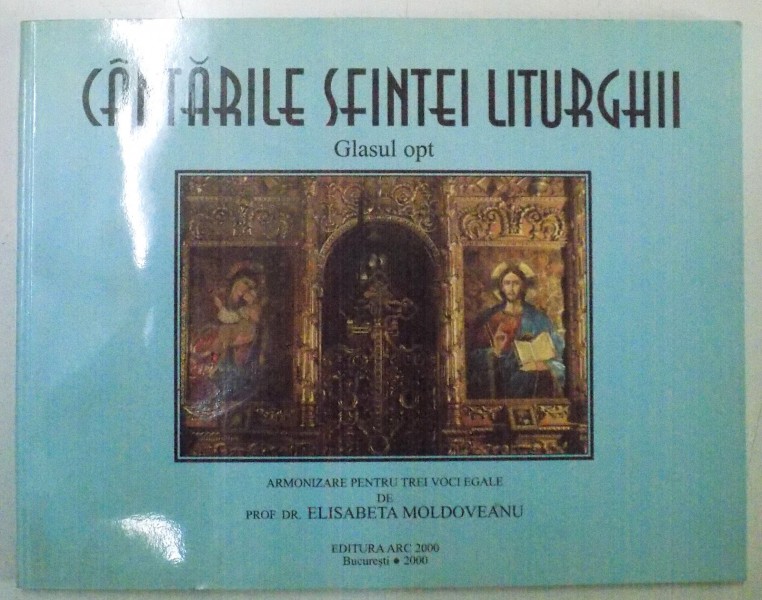 CÂNTĂRILE SFINTEI LITURGHII
Glasul opt
ARMONIZARE PENTRU TREI VOCI EGALE
DE
PROF. DR. ELISABETA MOLDOVEANU
EDITURA ARC 2000
București ● 2000